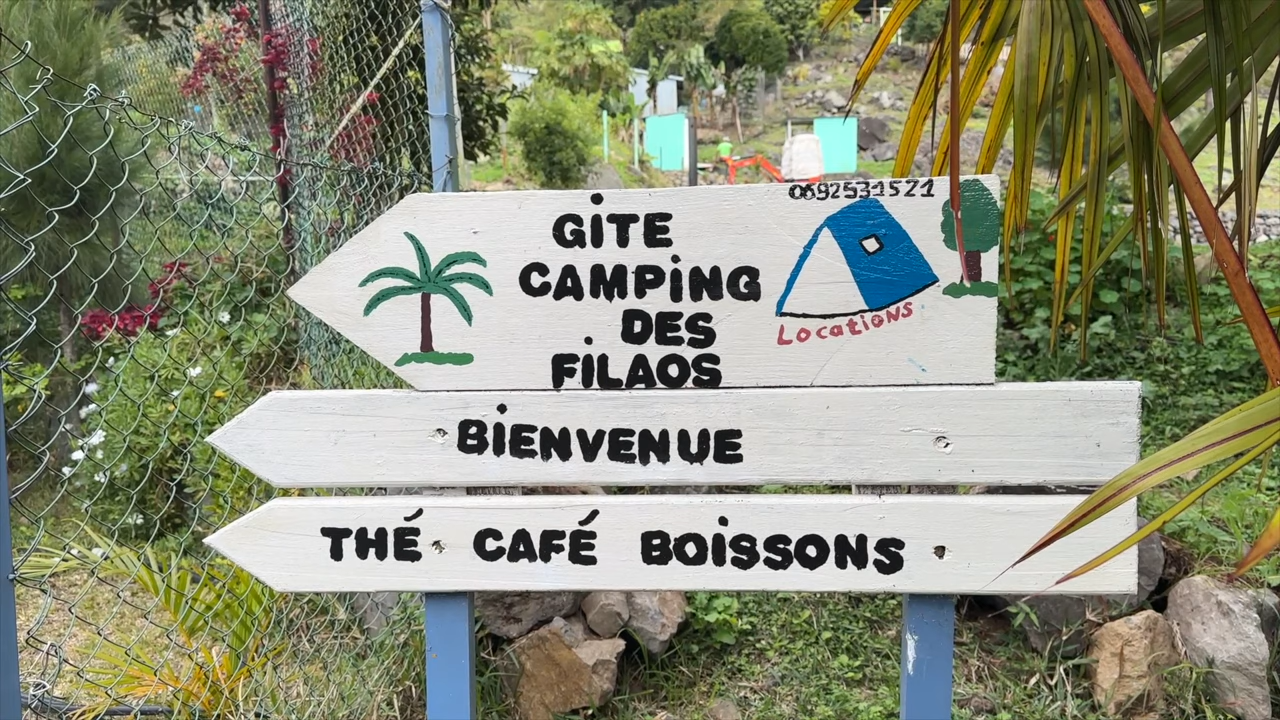 0692531521
GiTE
CAMPiNG
DES
FiLAOS
Locations
BiENVENUE
THÉ CAFÉ BOiSSONS